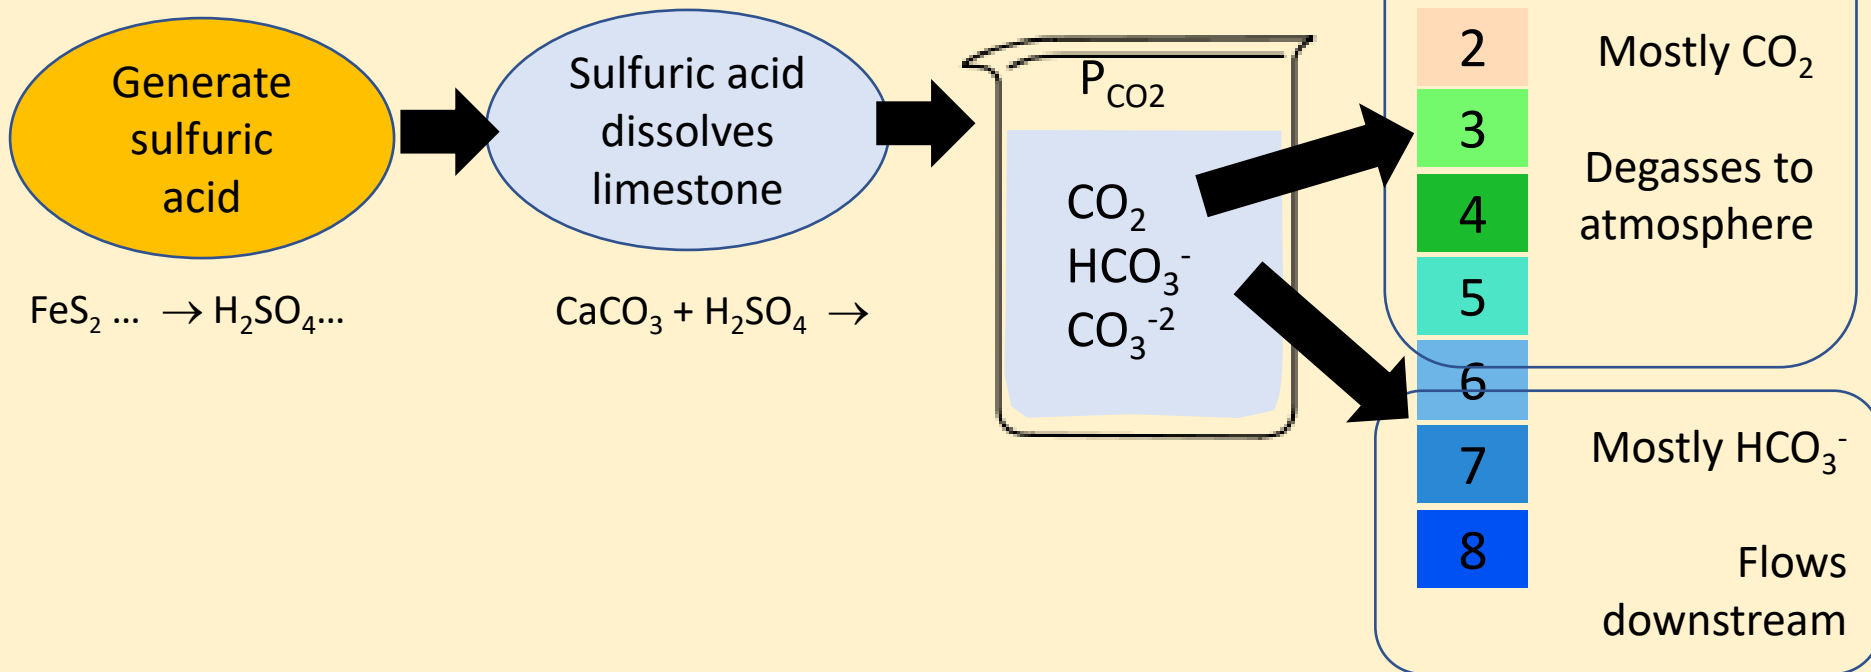 Generate
sulfuric
acid
FeS₂ ... → H₂SO₄...
Sulfuric acid
dissolves
limestone
CaCO₃ + H₂SO₄ →
P_CO2
CO₂
HCO₃⁻
CO₃⁻²
2
3
4
5
6
7
8
Mostly CO₂
Degasses to
atmosphere
Mostly HCO₃⁻
Flows
downstream